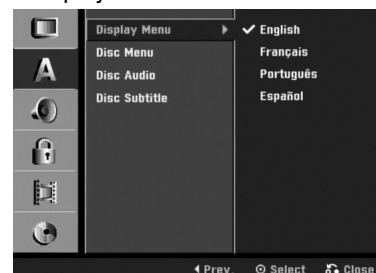 Display Menu
Disc Menu
Disc Audio
Disc Subtitle
English
Français
Português
Español
A
Prev. Select Close